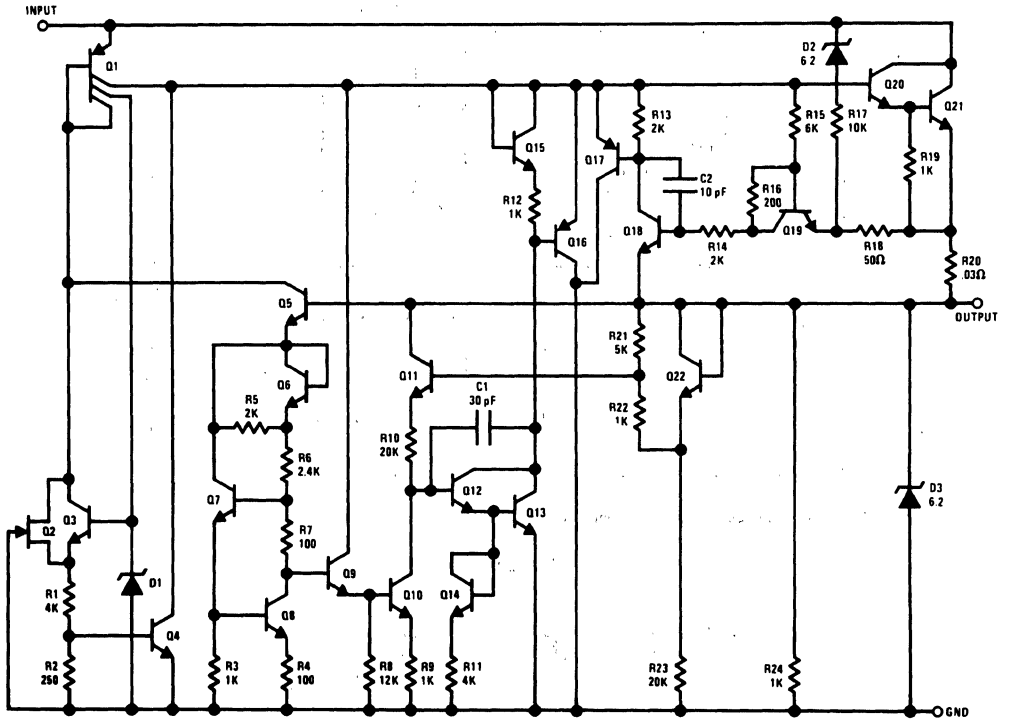 INPUT
Q1
D2
6.2
Q20
Q21
Q15
Q17
R13
2K
R15
6K
R17
10K
R19
1K
C2
10 pF
R16
200
R12
1K
Q16
Q18
R14
2K
Q19
R18
50Ω
R20
.03Ω
Q5
OUTPUT
R21
5K
Q6
Q11
Q22
C1
30 pF
R5
2K
R22
1K
R10
20K
R6
2.4K
Q7
Q12
D3
6.2
Q2
Q3
Q13
R7
100
D1
Q9
Q10
Q14
R1
4K
Q4
Q8
R2
250
R3
1K
R4
100
R8
12K
R9
1K
R11
4K
R23
20K
R24
1K
GND